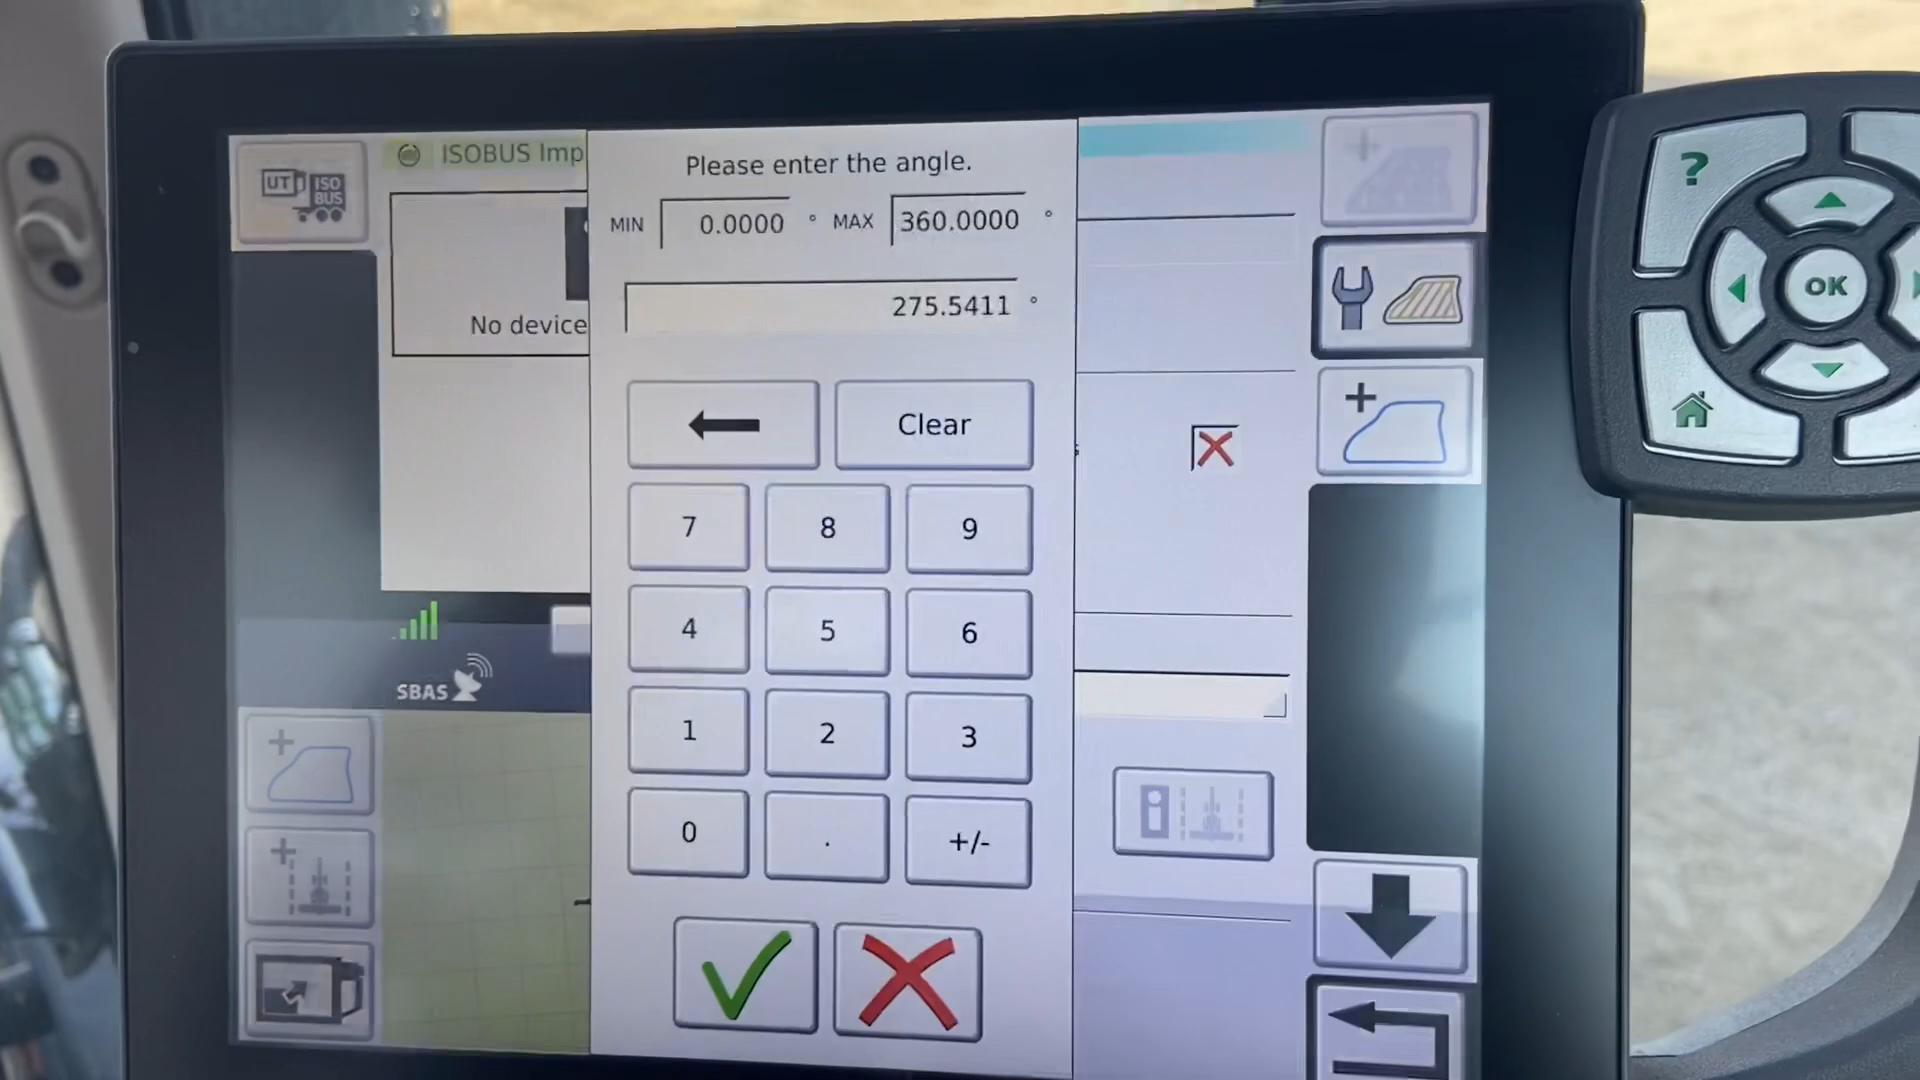 UT ISO BUS
ISOBUS Imp
No device
SBAS
Please enter the angle.
MIN 0.0000 ° MAX 360.0000 °
275.5411 °
Clear
7 8 9
4 5 6
1 2 3
0 . +/-
?
OK